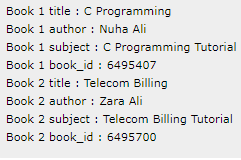 Book 1 title : C Programming
Book 1 author : Nuha Ali
Book 1 subject : C Programming Tutorial
Book 1 book_id : 6495407
Book 2 title : Telecom Billing
Book 2 author : Zara Ali
Book 2 subject : Telecom Billing Tutorial
Book 2 book_id : 6495700